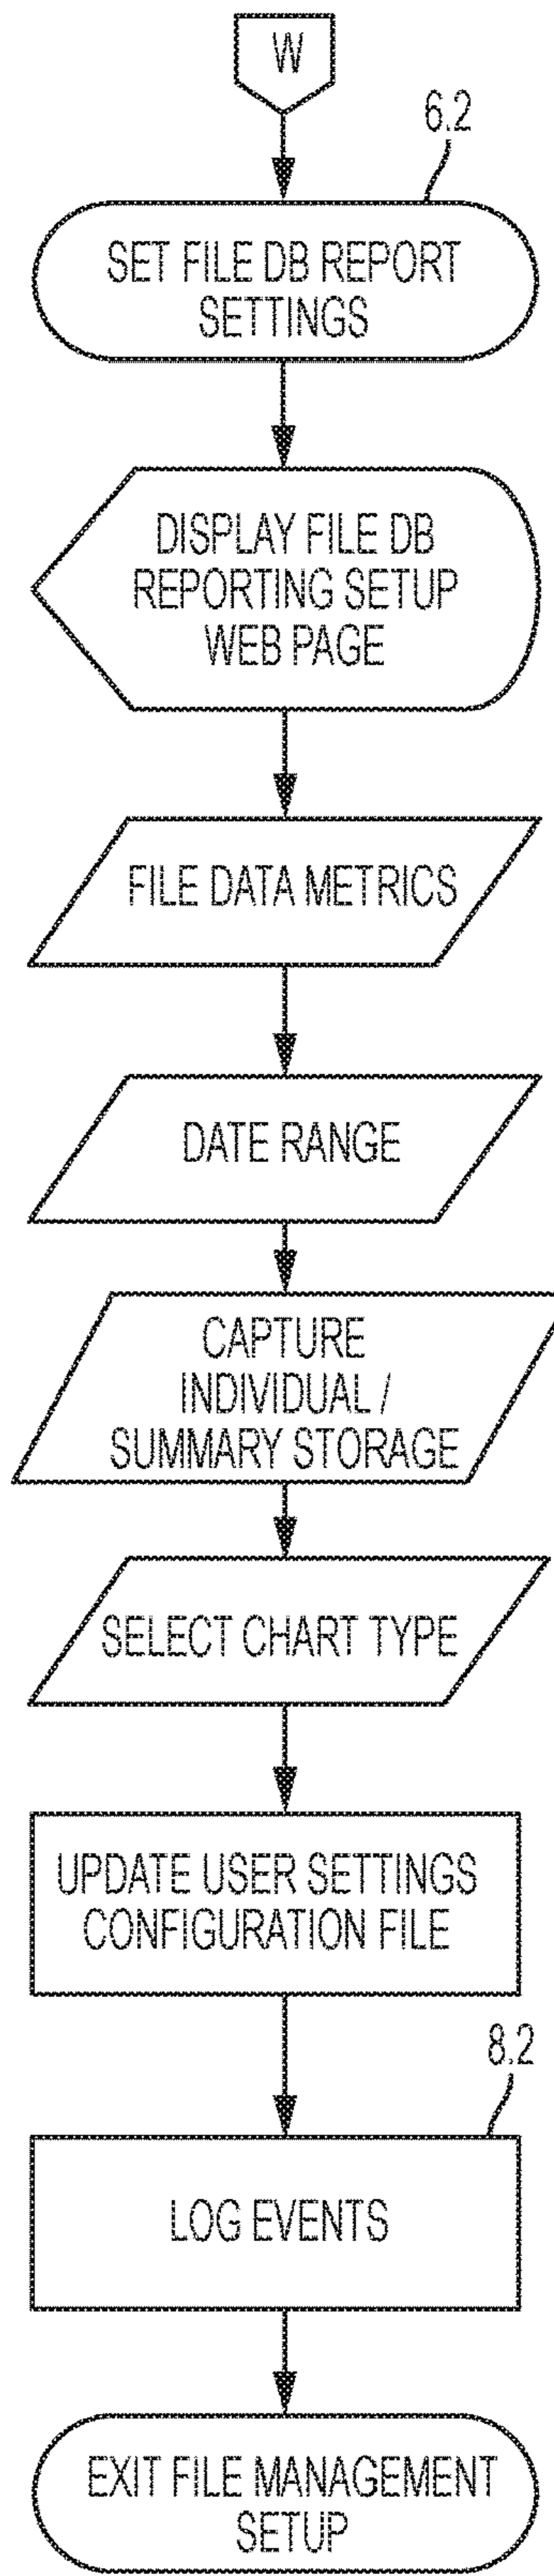 W
6.2
SET FILE DB REPORT
SETTINGS
DISPLAY FILE DB
REPORTING SETUP
WEB PAGE
FILE DATA METRICS
DATE RANGE
CAPTURE
INDIVIDUAL /
SUMMARY STORAGE
SELECT CHART TYPE
UPDATE USER SETTINGS
CONFIGURATION FILE
8.2
LOG EVENTS
EXIT FILE MANAGEMENT
SETUP